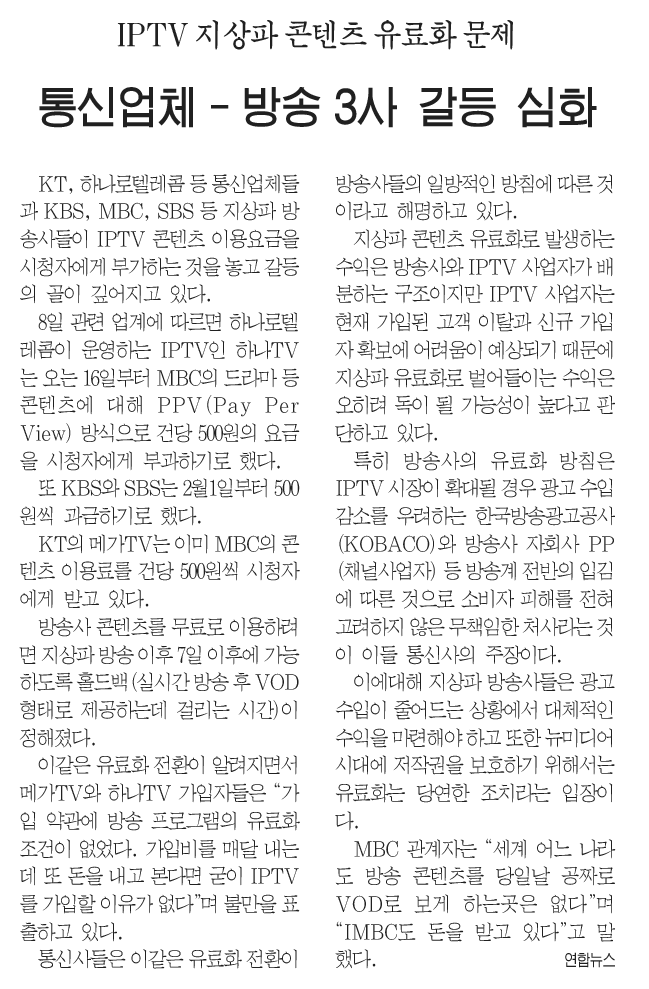 IPTV 지상파 콘텐츠 유료화 문제
통신업체 - 방송 3사 갈등 심화
KT, 하나로텔레콤 등 통신업체들
과 KBS, MBC, SBS 등 지상파 방
송사들이 IPTV 콘텐츠 이용요금을
시청자에게 부가하는 것을 놓고 갈등
의 골이 깊어지고 있다.
8일 관련 업계에 따르면 하나로텔
레콤이 운영하는 IPTV인 하나TV
는 오는 16일부터 MBC의 드라마 등
콘텐츠에 대해 PPV(Pay Per
View) 방식으로 건당 500원의 요금
을 시청자에게 부과하기로 했다.
또 KBS와 SBS는 2월1일부터 500
원씩 과금하기로 했다.
KT의 메가TV는 이미 MBC의 콘
텐츠 이용료를 건당 500원씩 시청자
에게 받고 있다.
방송사 콘텐츠를 무료로 이용하려
면 지상파 방송 이후 7일 이후에 가능
하도록 홀드백(실시간 방송 후 VOD
형태로 제공하는데 걸리는 시간)이
정해졌다.
이같은 유료화 전환이 알려지면서
메가TV와 하나TV 가입자들은 “가
입 약관에 방송 프로그램의 유료화
조건이 없었다. 가입비를 매달 내는
데 또 돈을 내고 본다면 굳이 IPTV
를 가입할 이유가 없다”며 불만을 표
출하고 있다.
통신사들은 이같은 유료화 전환이
방송사들의 일방적인 방침에 따른 것
이라고 해명하고 있다.
지상파 콘텐츠 유료화로 발생하는
수익은 방송사와 IPTV 사업자가 배
분하는 구조이지만 IPTV 사업자는
현재 가입된 고객 이탈과 신규 가입
자 확보에 어려움이 예상되기 때문에
지상파 유료화로 벌어들이는 수익은
오히려 독이 될 가능성이 높다고 판
단하고 있다.
특히 방송사의 유료화 방침은
IPTV 시장이 확대될 경우 광고 수입
감소를 우려하는 한국방송광고공사
(KOBACO)와 방송사 자회사 PP
(채널사업자) 등 방송계 전반의 입김
에 따른 것으로 소비자 피해를 전혀
고려하지 않은 무책임한 처사라는 것
이 이들 통신사의 주장이다.
이에대해 지상파 방송사들은 광고
수입이 줄어드는 상황에서 대체적인
수익을 마련해야 하고 또한 뉴미디어
시대에 저작권을 보호하기 위해서는
유료화는 당연한 조치라는 입장이
다.
MBC 관계자는 “세계 어느 나라
도 방송 콘텐츠를 당일날 공짜로
VOD로 보게 하는곳은 없다”며
“IMBC도 돈을 받고 있다”고 말
했다. 연합뉴스